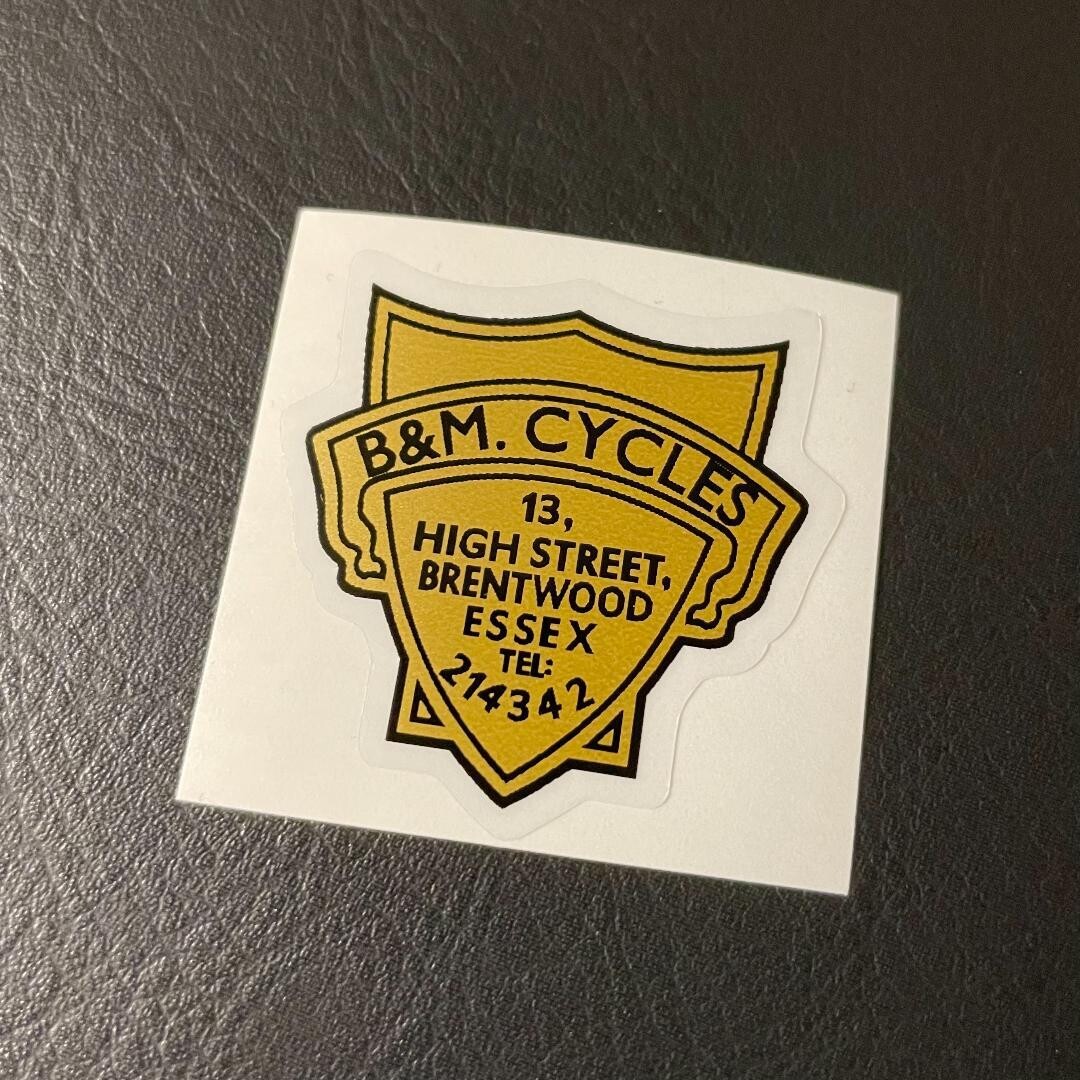 B&M. CYCLES
13,
HIGH STREET,
BRENTWOOD
ESSEX
TEL:
214342